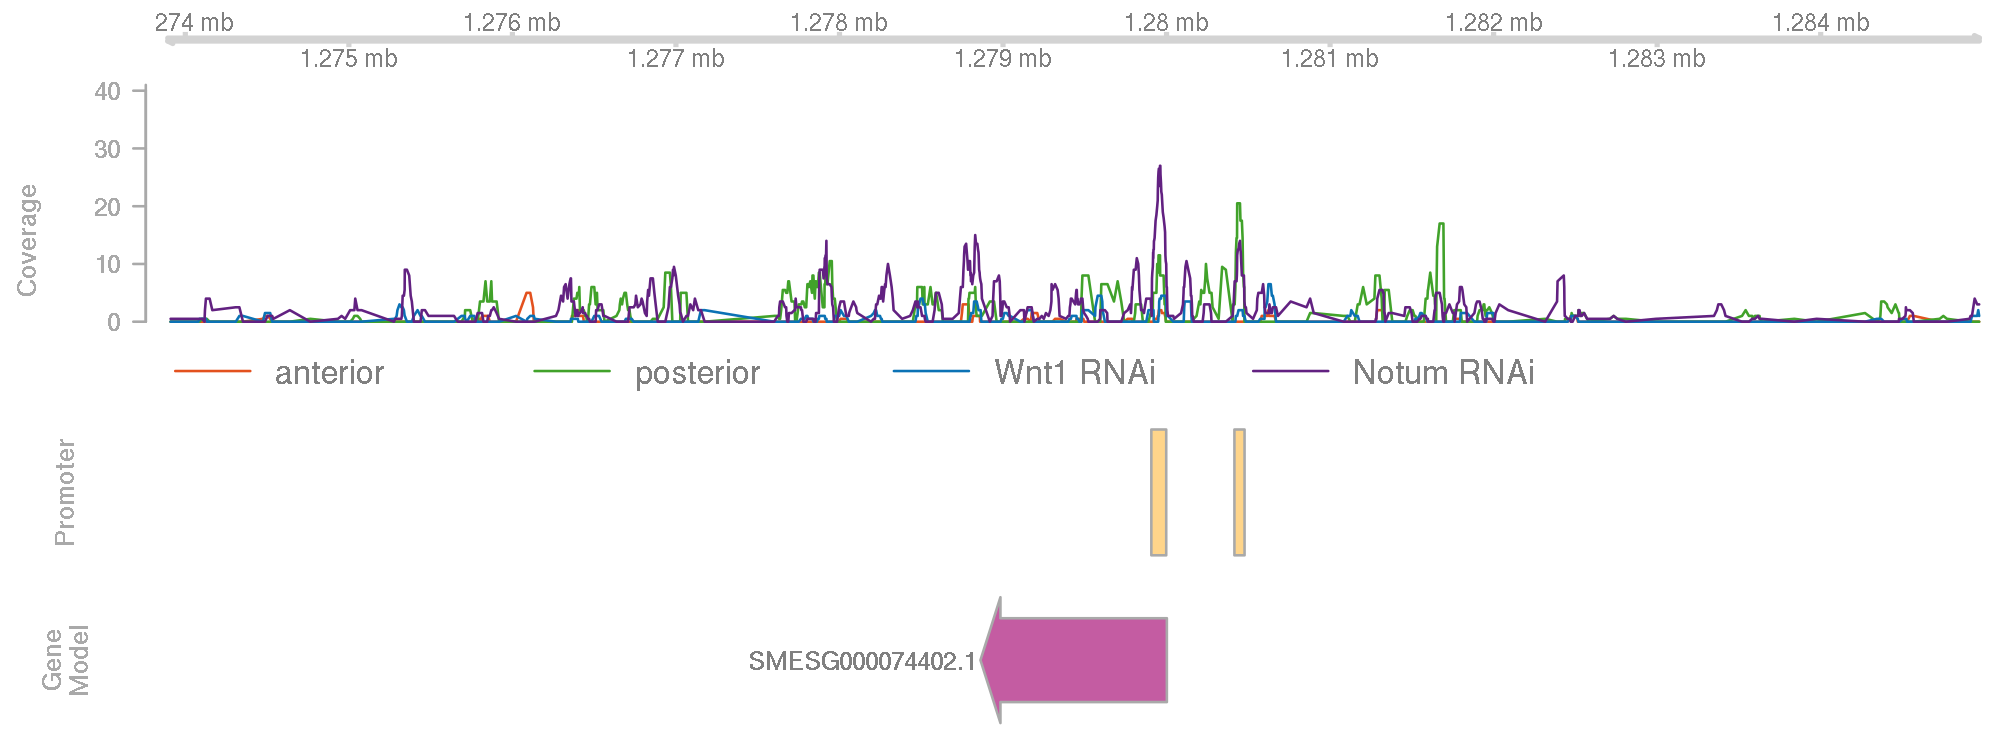 274 mb 1.276 mb 1.278 mb 1.28 mb 1.282 mb 1.284 mb
1.275 mb 1.277 mb 1.279 mb 1.281 mb 1.283 mb
40
30
20
10
0
Coverage
anterior posterior Wnt1 RNAi Notum RNAi
Promoter
Gene
Model
SMESG000074402.1